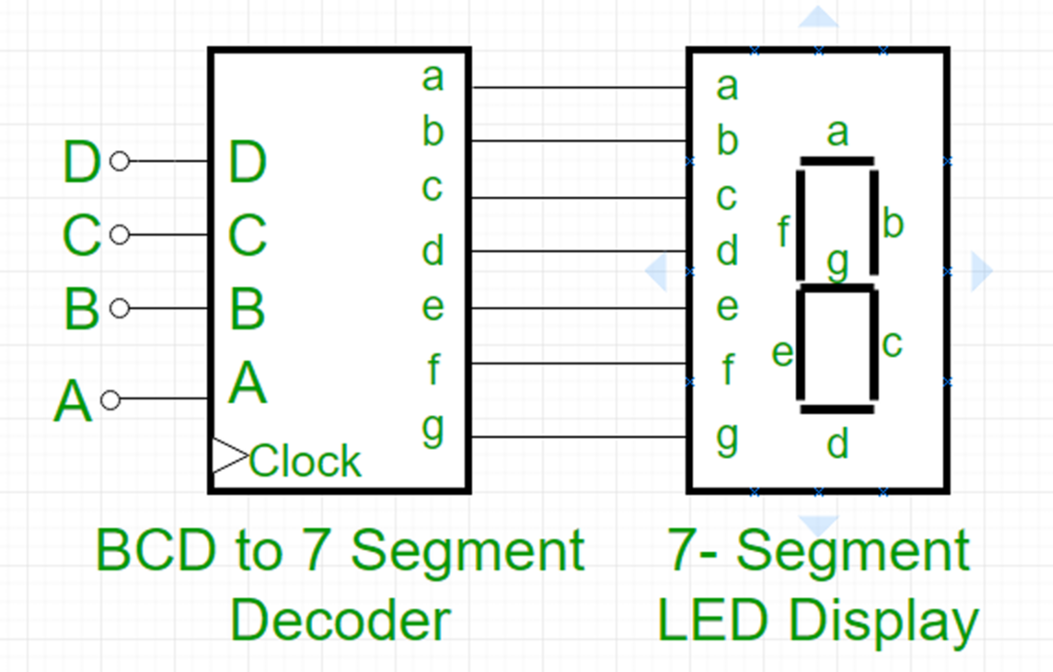 D
C
B
A
D
C
B
A
Clock
a
b
c
d
e
f
g
a
b
c
d
e
f
g
a
f
b
g
e
c
d
BCD to 7 Segment
Decoder
7- Segment
LED Display